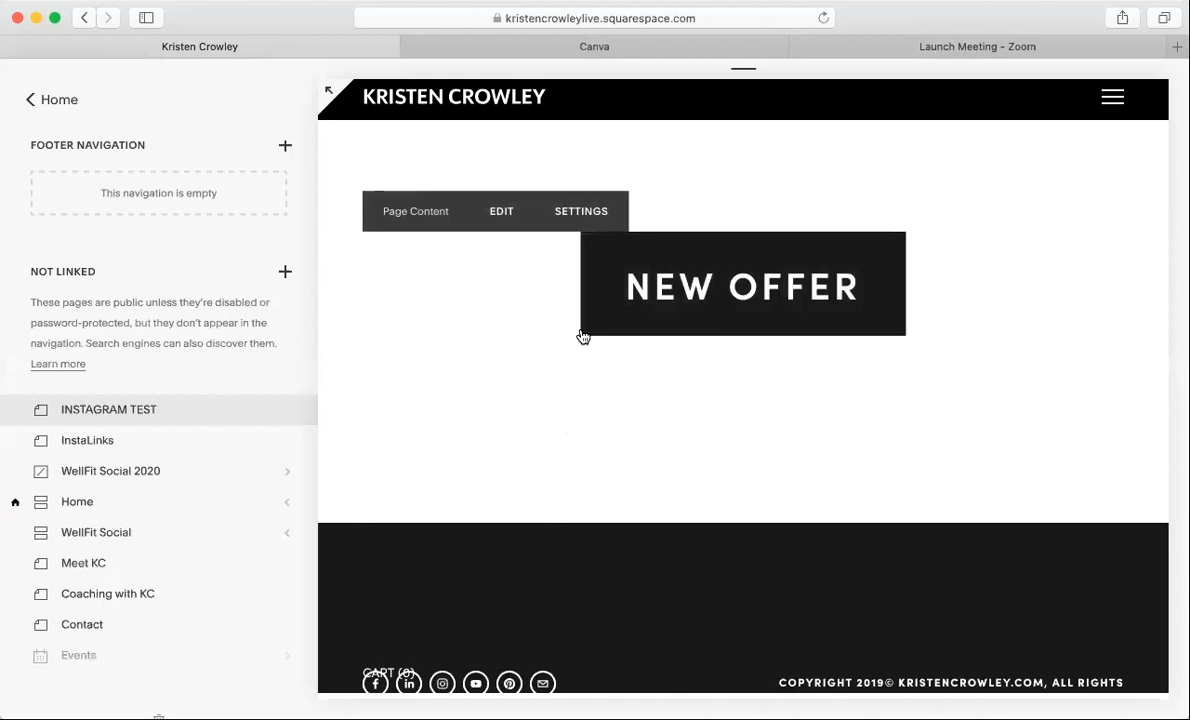 kristencrowleylive.squarespace.com
Kristen Crowley
Canva
Launch Meeting - Zoom
Home
KRISTEN CROWLEY
FOOTER NAVIGATION
This navigation is empty
Page Content EDIT SETTINGS
NEW OFFER
NOT LINKED
These pages are public unless they're disabled or
password-protected, but they don't appear in the
navigation. Search engines can also discover them.
Learn more
INSTAGRAM TEST
InstaLinks
WellFit Social 2020
Home
WellFit Social
Meet KC
Coaching with KC
Contact
Events
CART (0)
COPYRIGHT 2019© KRISTENCROWLEY.COM, ALL RIGHTS